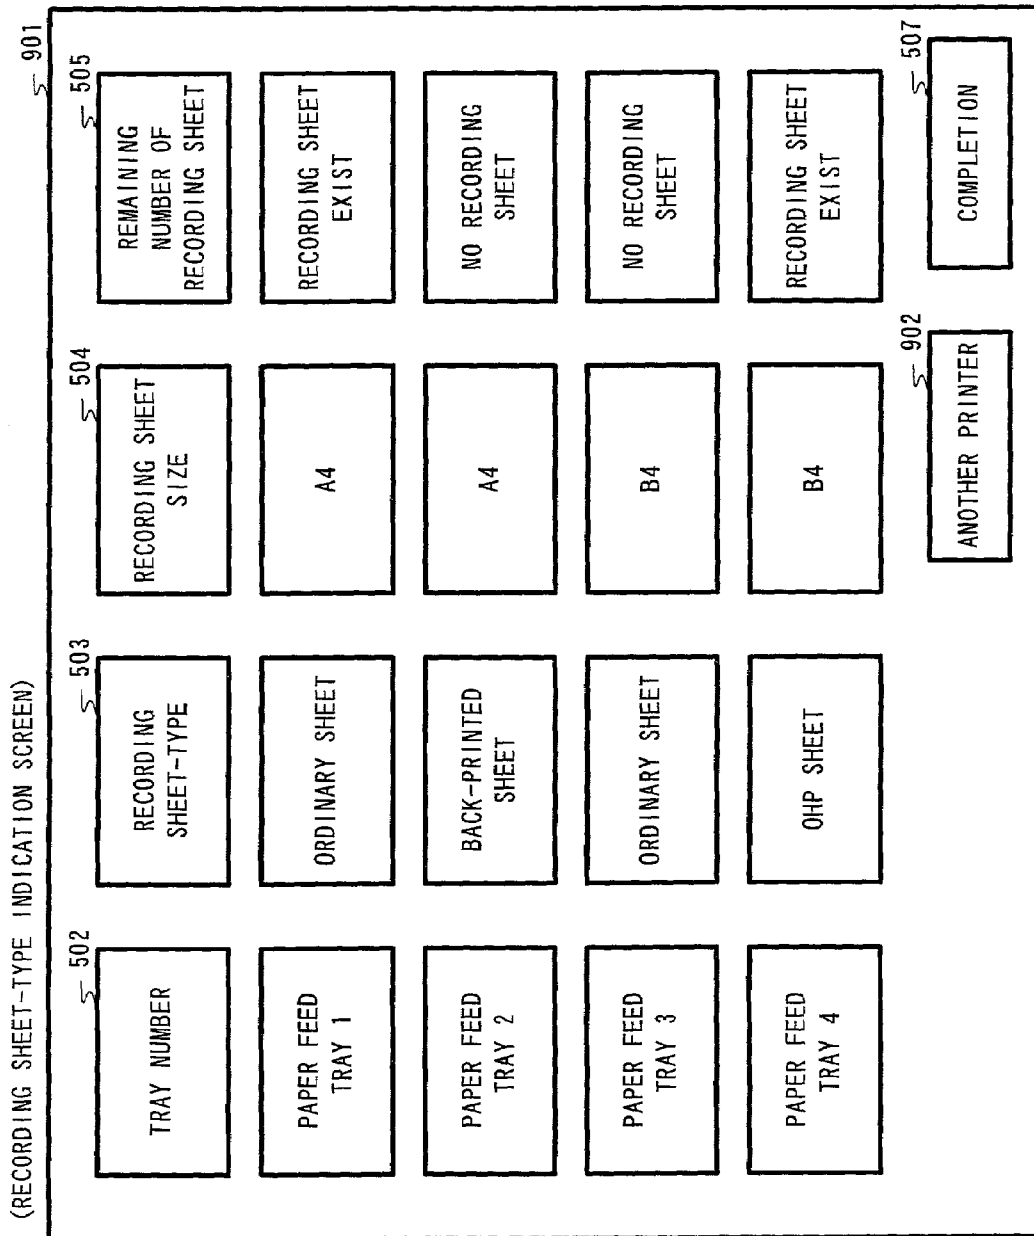 (RECORDING SHEET-TYPE INDICATION SCREEN)
901
502
503
504
505
TRAY NUMBER
RECORDING
SHEET-TYPE
RECORDING SHEET
SIZE
REMAINING
NUMBER OF
RECORDING SHEET
PAPER FEED
TRAY 1
ORDINARY SHEET
A4
RECORDING SHEET
EXIST
PAPER FEED
TRAY 2
BACK-PRINTED
SHEET
A4
NO RECORDING
SHEET
PAPER FEED
TRAY 3
ORDINARY SHEET
B4
NO RECORDING
SHEET
PAPER FEED
TRAY 4
OHP SHEET
B4
RECORDING SHEET
EXIST
902
507
ANOTHER PRINTER
COMPLETION